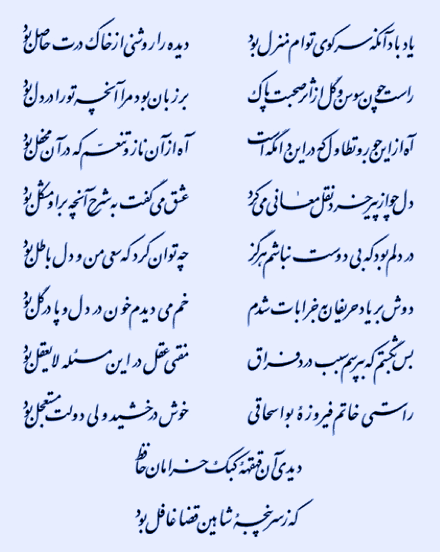 یاد باد آنکه سر کوی توام منزل بود دیده را روشنی از خاک درت حاصل بود
راست چون سوسن و گل از اثر صحبت پاک بر زبان بود مرا آنچه تو را در دل بود
آه از این جور و تطاول که در این دامگه است آه از آن ناز و تنعم که در آن محفل بود
دل چو از پیر خرد نقل معانی می‌کرد عشق می‌گفت به شرح آنچه بر او مشکل بود
در دلم بود که بی دوست نباشم هرگز چه توان کرد که سعی من و دل باطل بود
دوش بر یاد حریفان به خرابات شدم خم می دیدم خون در دل و پا در گل بود
بس بگشتم که بپرسم سبب درد فراق مفتی عقل در این مسئله لایعقل بود
راستی خاتم فیروزهٔ بواسحاقی خوش درخشید ولی دولت مستعجل بود
دیدی آن قهقههٔ کبک خرامان حافظ
که ز سرپنجهٔ شاهین قضا غافل بود